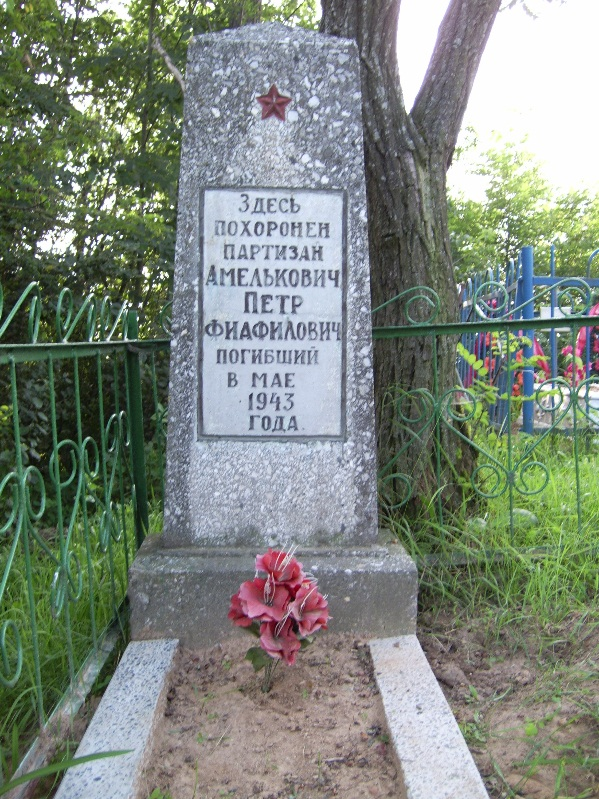 Здесь
похоронен
партизан
Амелькович
Петр
Фиафилович
погибший
в мае
1943
года.